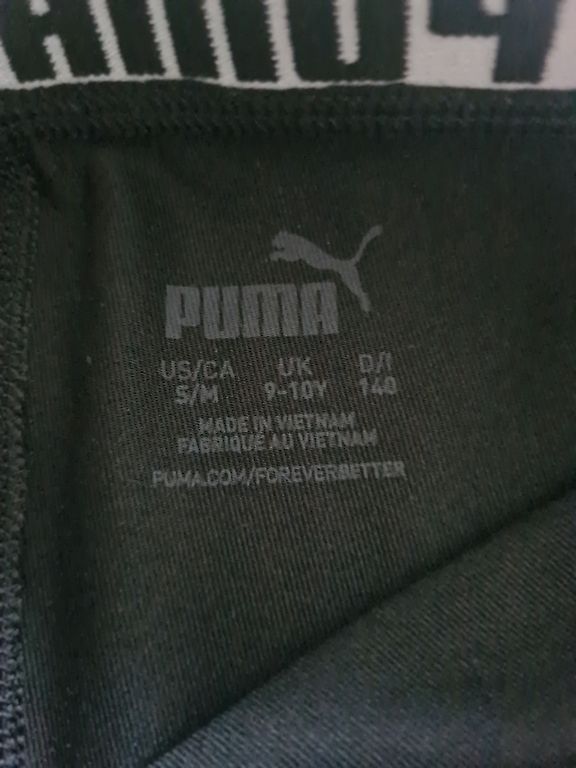 PUMA
US/CA UK D/I
S/M 9-10Y 140
MADE IN VIETNAM
FABRIQUÉ AU VIETNAM
PUMA.COM/FOREVERBETTER